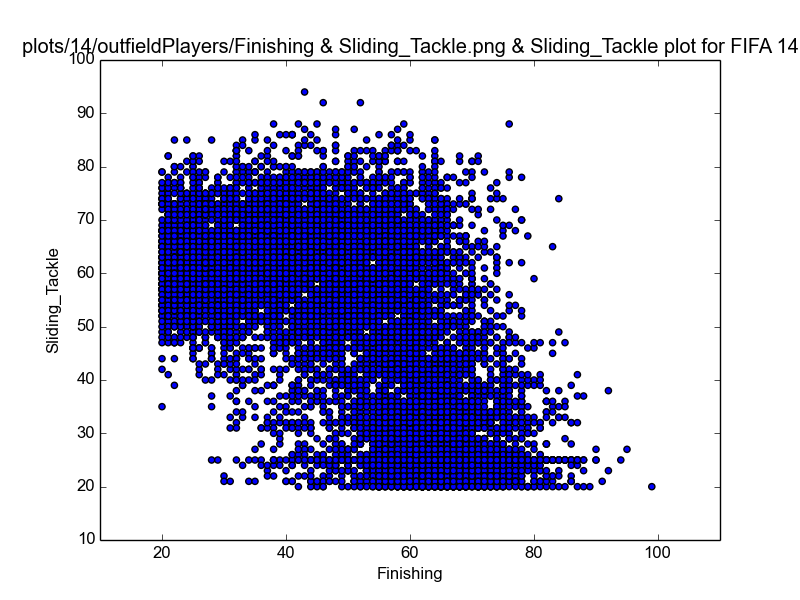 plots/14/outfieldPlayers/Finishing & Sliding_Tackle.png & Sliding_Tackle plot for FIFA 14
100
90
80
70
60
50
40
30
20
10
Sliding_Tackle
20 40 60 80 100
Finishing